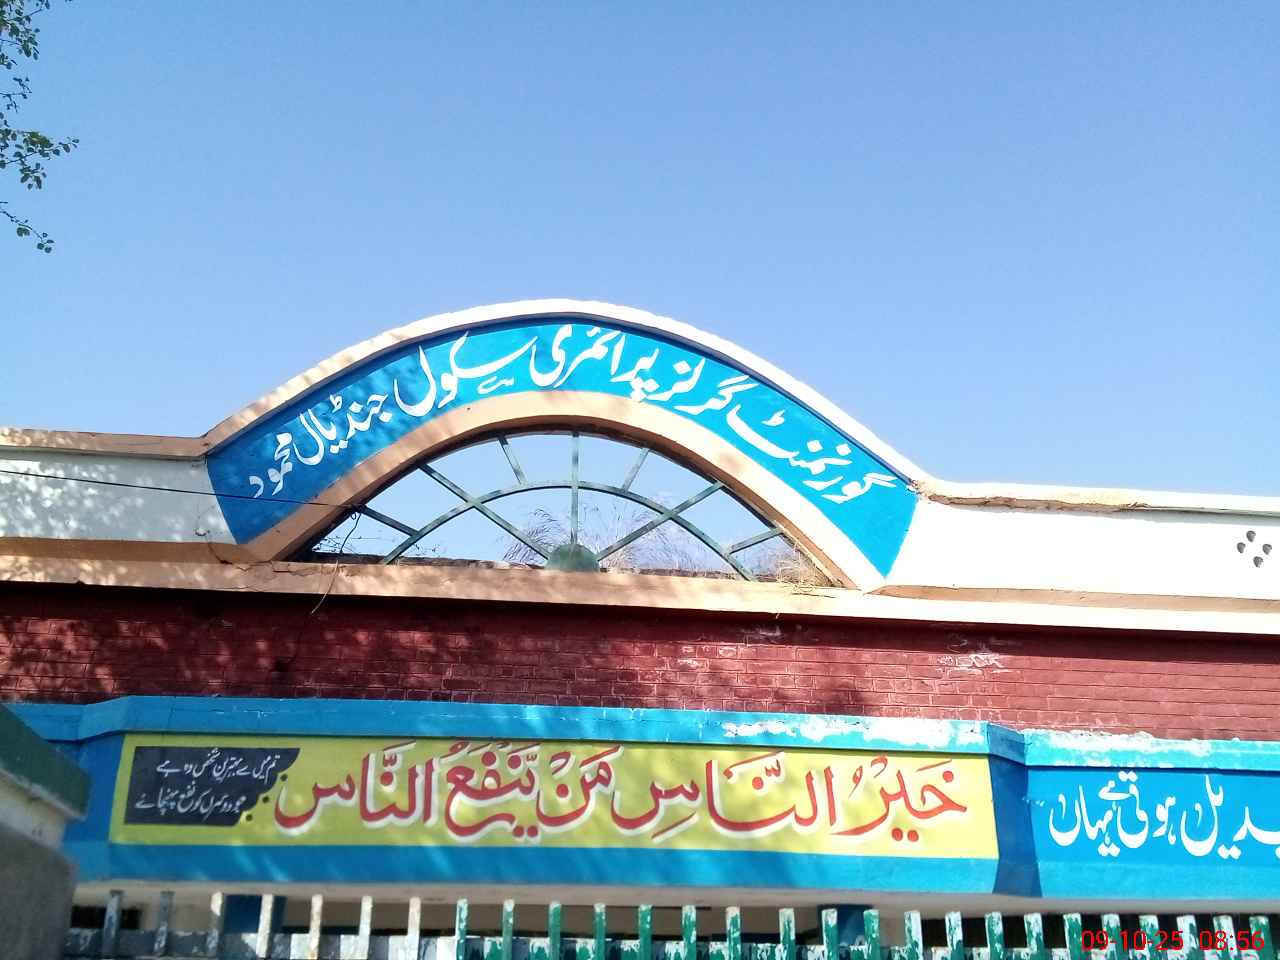 گورنمنٹ گرلز پرائمری سکول جنڈیال محمود
خَیرُ النَّاسِ مَنْ یَّنْفَعُ النَّاس
تم میں سے بہترین شخص وہ ہے
جو دوسروں کو نفع پہنچائے
ہوتی ہے یہاں
09-10-25 08:56